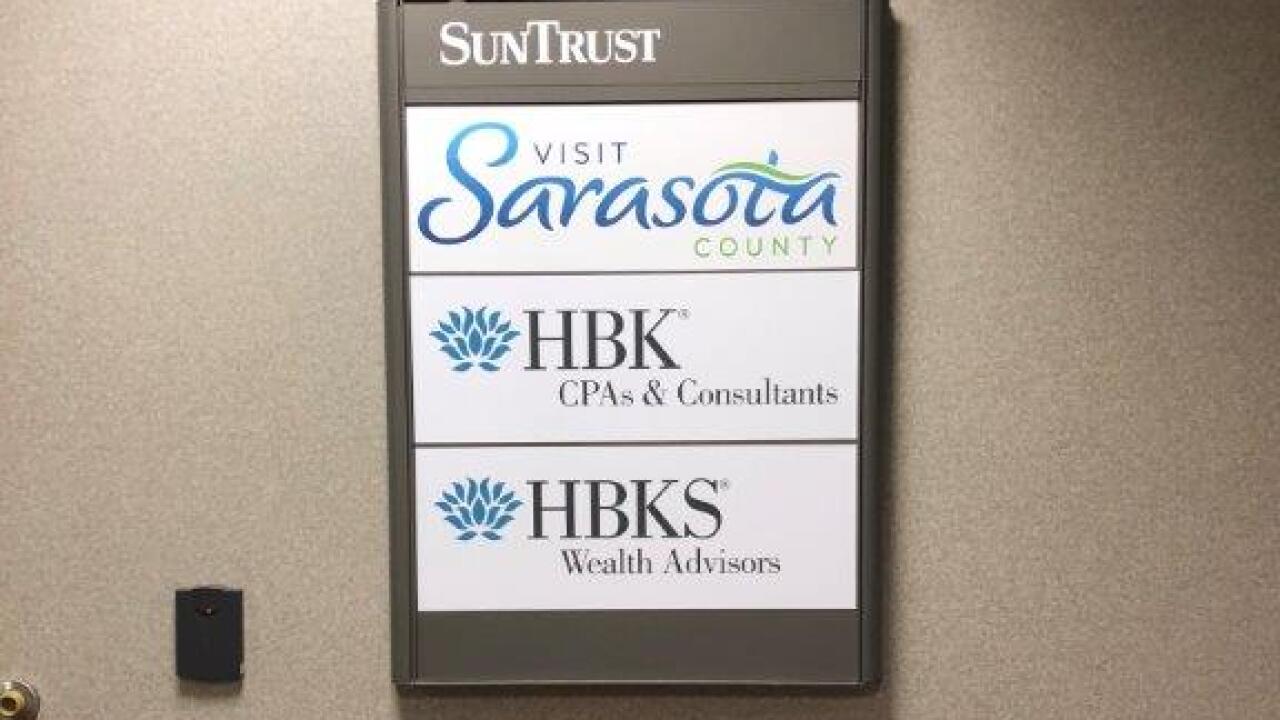 SUNTRUST
VISIT
Sarasota
COUNTY
HBK®
CPAs & Consultants
HBKS®
Wealth Advisors